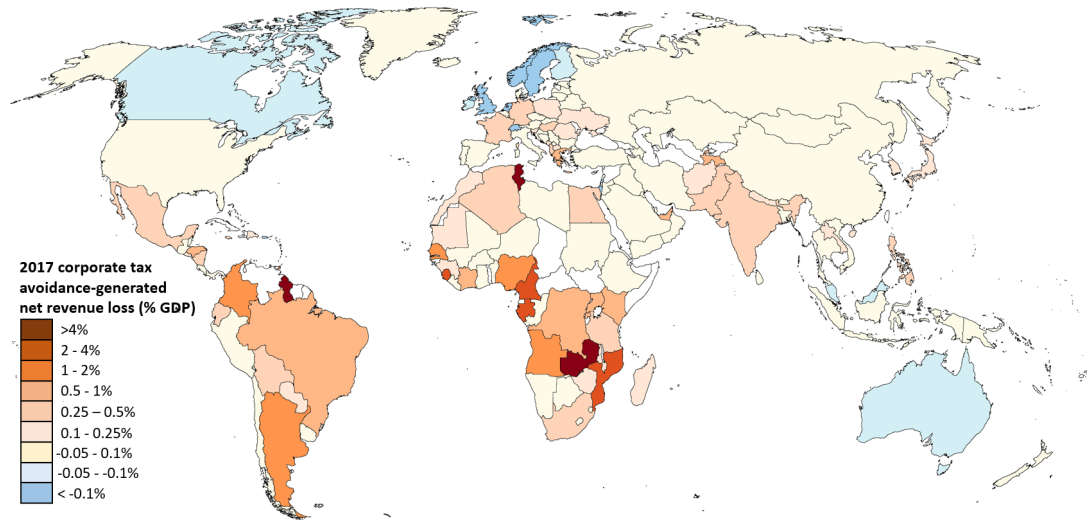 2017 corporate tax
avoidance-generated
net revenue loss (% GDP)
>4%
2 - 4%
1 - 2%
0.5 - 1%
0.25 – 0.5%
0.1 - 0.25%
-0.05 - 0.1%
-0.05 - -0.1%
< -0.1%